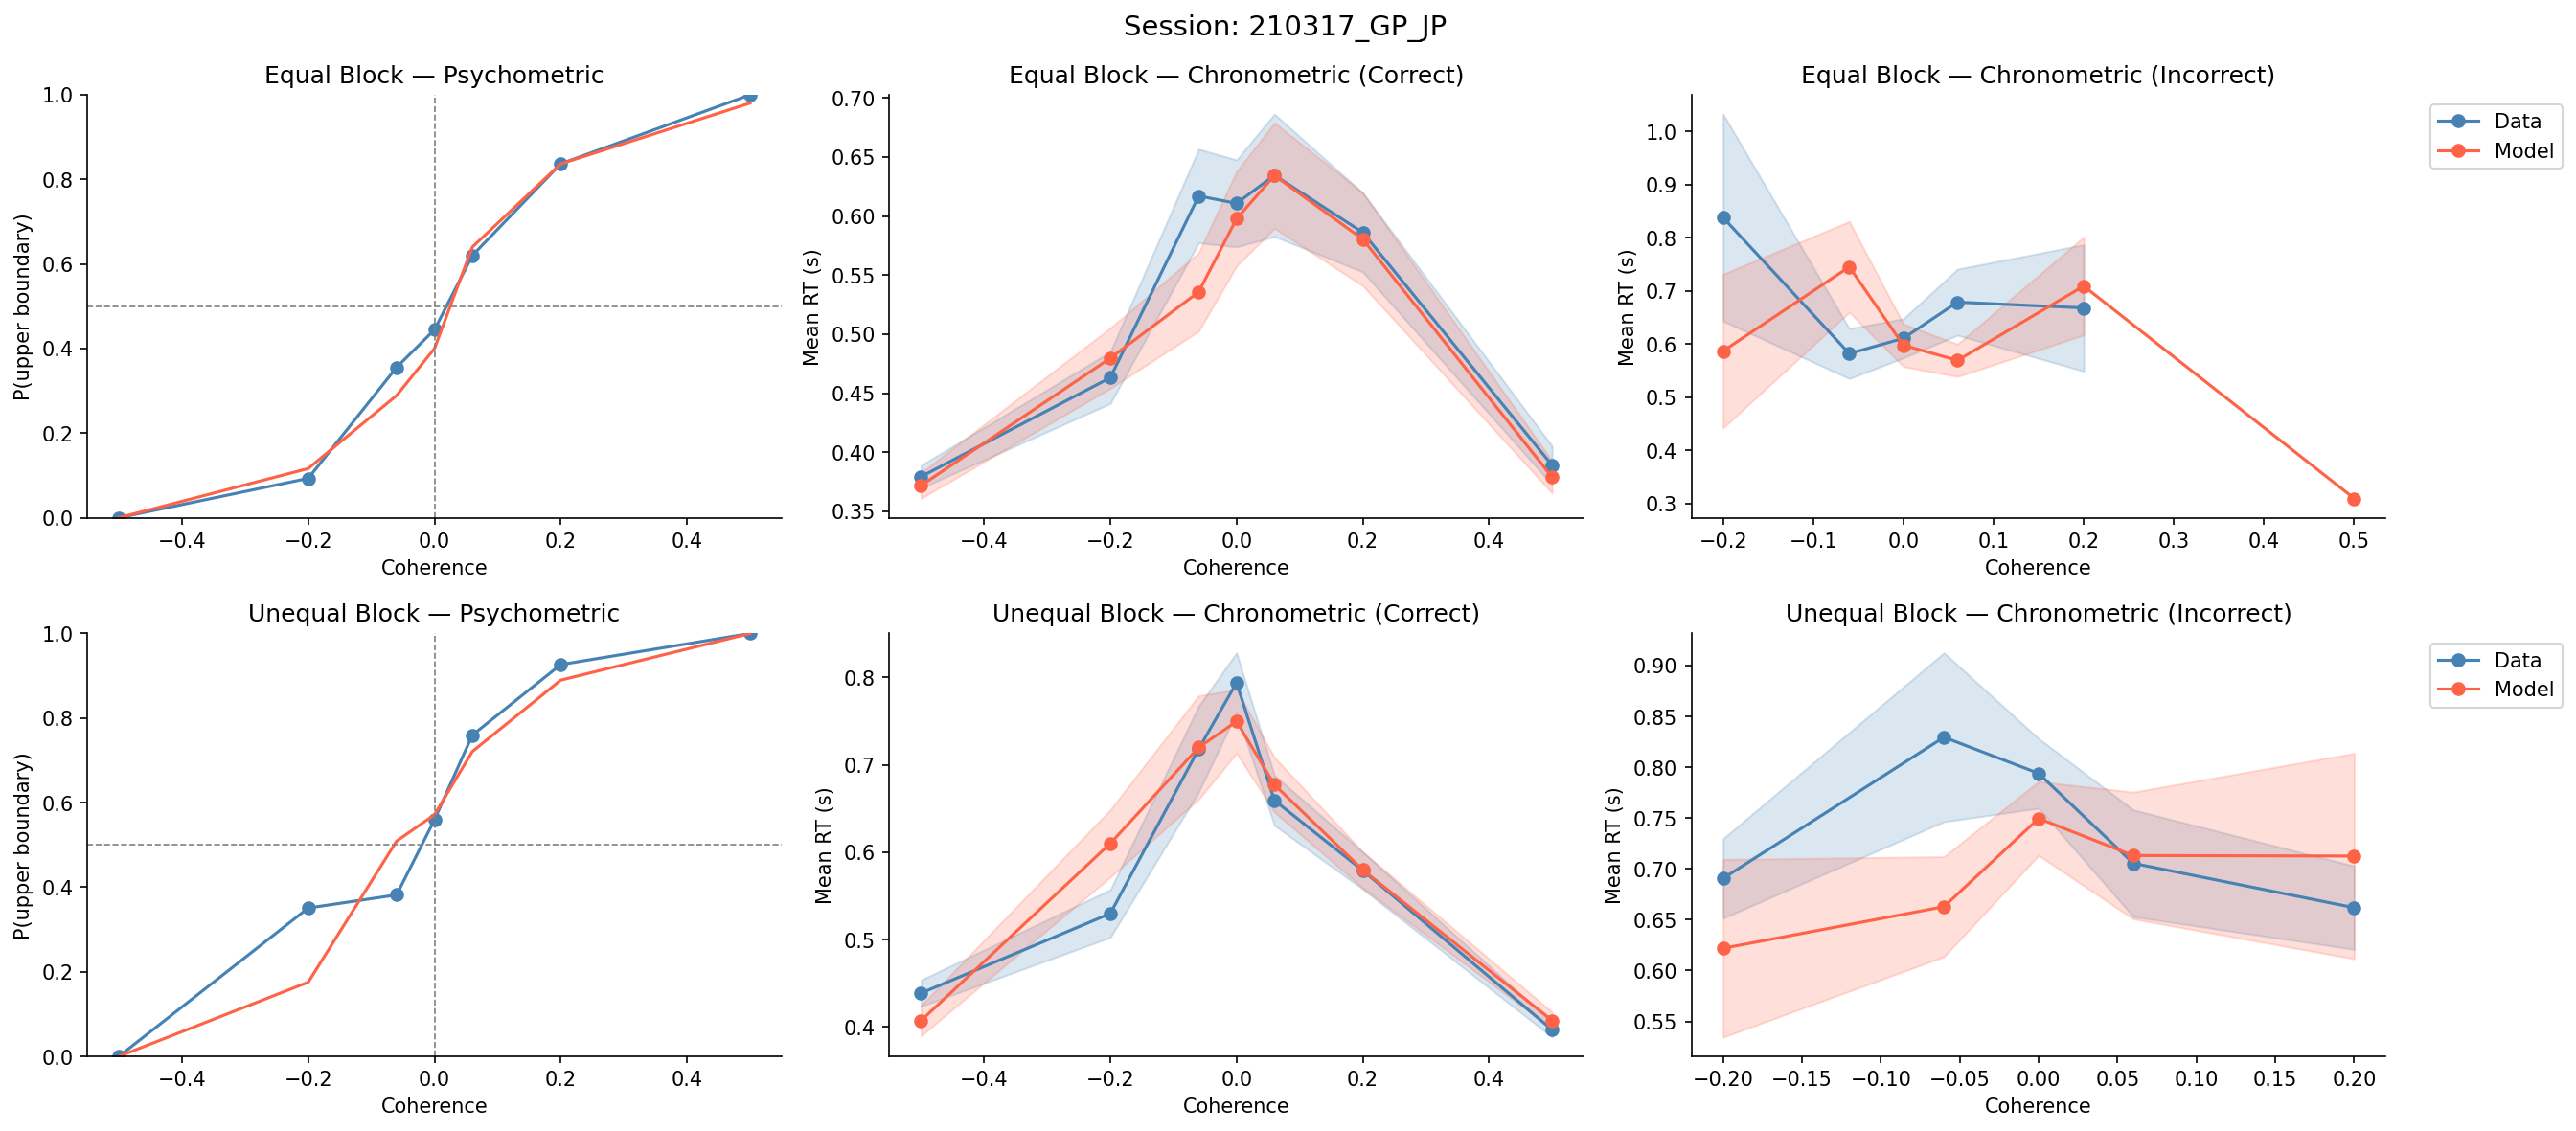 Session: 210317_GP_JP
Equal Block — Psychometric
1.0
0.8
0.6
0.4
0.2
0.0
P(upper boundary)
−0.4 −0.2 0.0 0.2 0.4
Coherence
Equal Block — Chronometric (Correct)
0.70
0.65
0.60
0.55
0.50
0.45
0.40
0.35
Mean RT (s)
−0.4 −0.2 0.0 0.2 0.4
Coherence
Equal Block — Chronometric (Incorrect)
1.0
0.9
0.8
0.7
0.6
0.5
0.4
0.3
Mean RT (s)
−0.2 −0.1 0.0 0.1 0.2 0.3 0.4 0.5
Coherence
Data
Model
Unequal Block — Psychometric
1.0
0.8
0.6
0.4
0.2
0.0
P(upper boundary)
−0.4 −0.2 0.0 0.2 0.4
Coherence
Unequal Block — Chronometric (Correct)
0.8
0.7
0.6
0.5
0.4
Mean RT (s)
−0.4 −0.2 0.0 0.2 0.4
Coherence
Unequal Block — Chronometric (Incorrect)
0.90
0.85
0.80
0.75
0.70
0.65
0.60
0.55
Mean RT (s)
−0.20 −0.15 −0.10 −0.05 0.00 0.05 0.10 0.15 0.20
Coherence
Data
Model